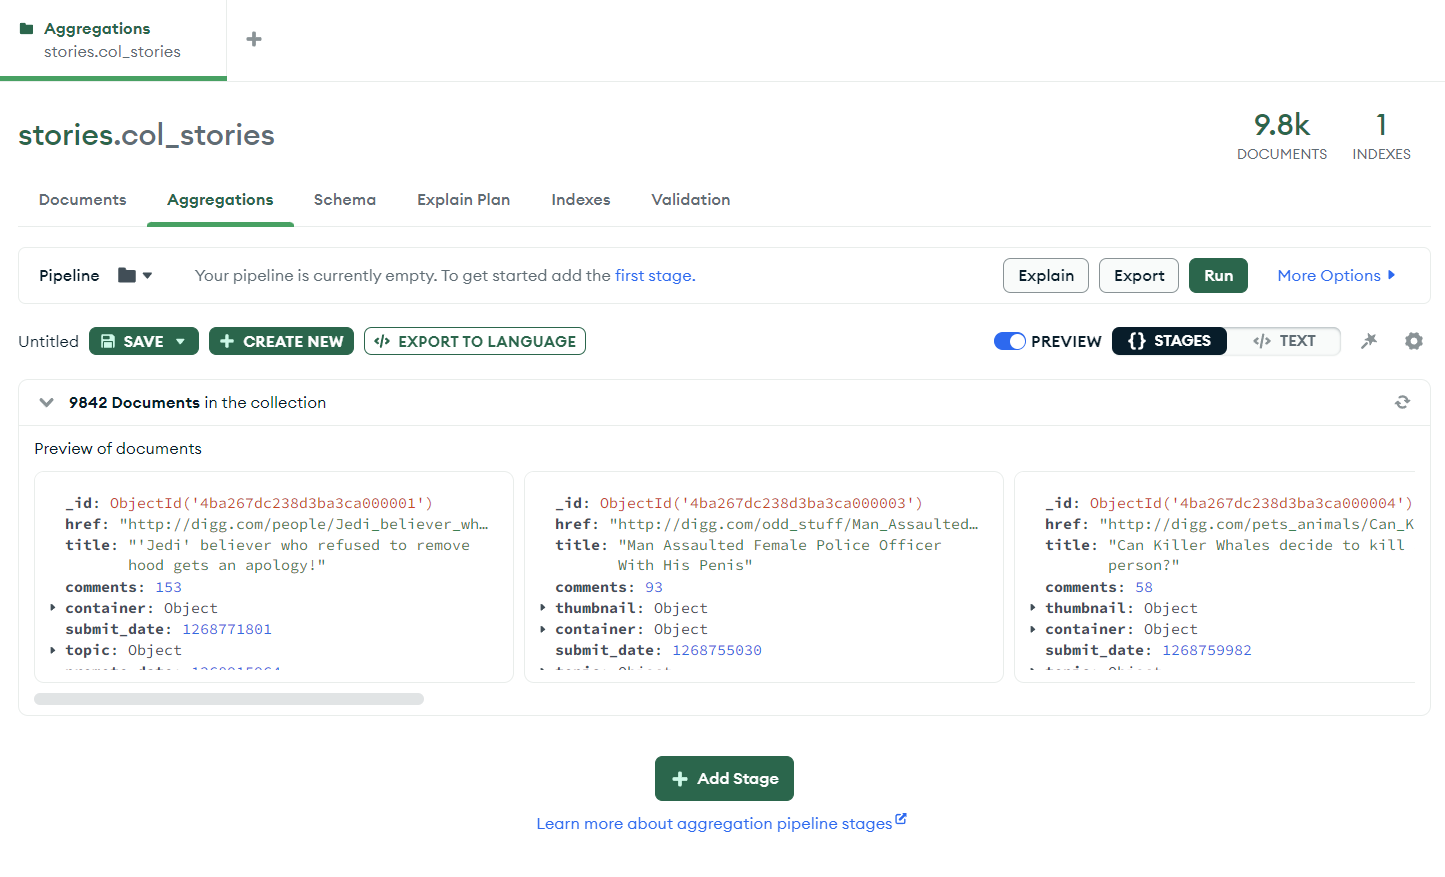 Aggregations
stories.col_stories
stories.col_stories
9.8k
DOCUMENTS
1
INDEXES
Documents Aggregations Schema Explain Plan Indexes Validation
Pipeline Your pipeline is currently empty. To get started add the first stage. Explain Export Run More Options
Untitled SAVE CREATE NEW </> EXPORT TO LANGUAGE PREVIEW {} STAGES </> TEXT
9842 Documents in the collection
Preview of documents
_id: ObjectId('4ba267dc238d3ba3ca000001')
href: "http://digg.com/people/Jedi_believer_wh…
title: "'Jedi' believer who refused to remove
hood gets an apology!"
comments: 153
container: Object
submit_date: 1268771801
topic: Object
_id: ObjectId('4ba267dc238d3ba3ca000003')
href: "http://digg.com/odd_stuff/Man_Assaulted…
title: "Man Assaulted Female Police Officer
With His Penis"
comments: 93
thumbnail: Object
container: Object
submit_date: 1268755030
_id: ObjectId('4ba267dc238d3ba3ca000004')
href: "http://digg.com/pets_animals/Can_K
title: "Can Killer Whales decide to kill
person?"
comments: 58
thumbnail: Object
container: Object
submit_date: 1268759982
Add Stage
Learn more about aggregation pipeline stages